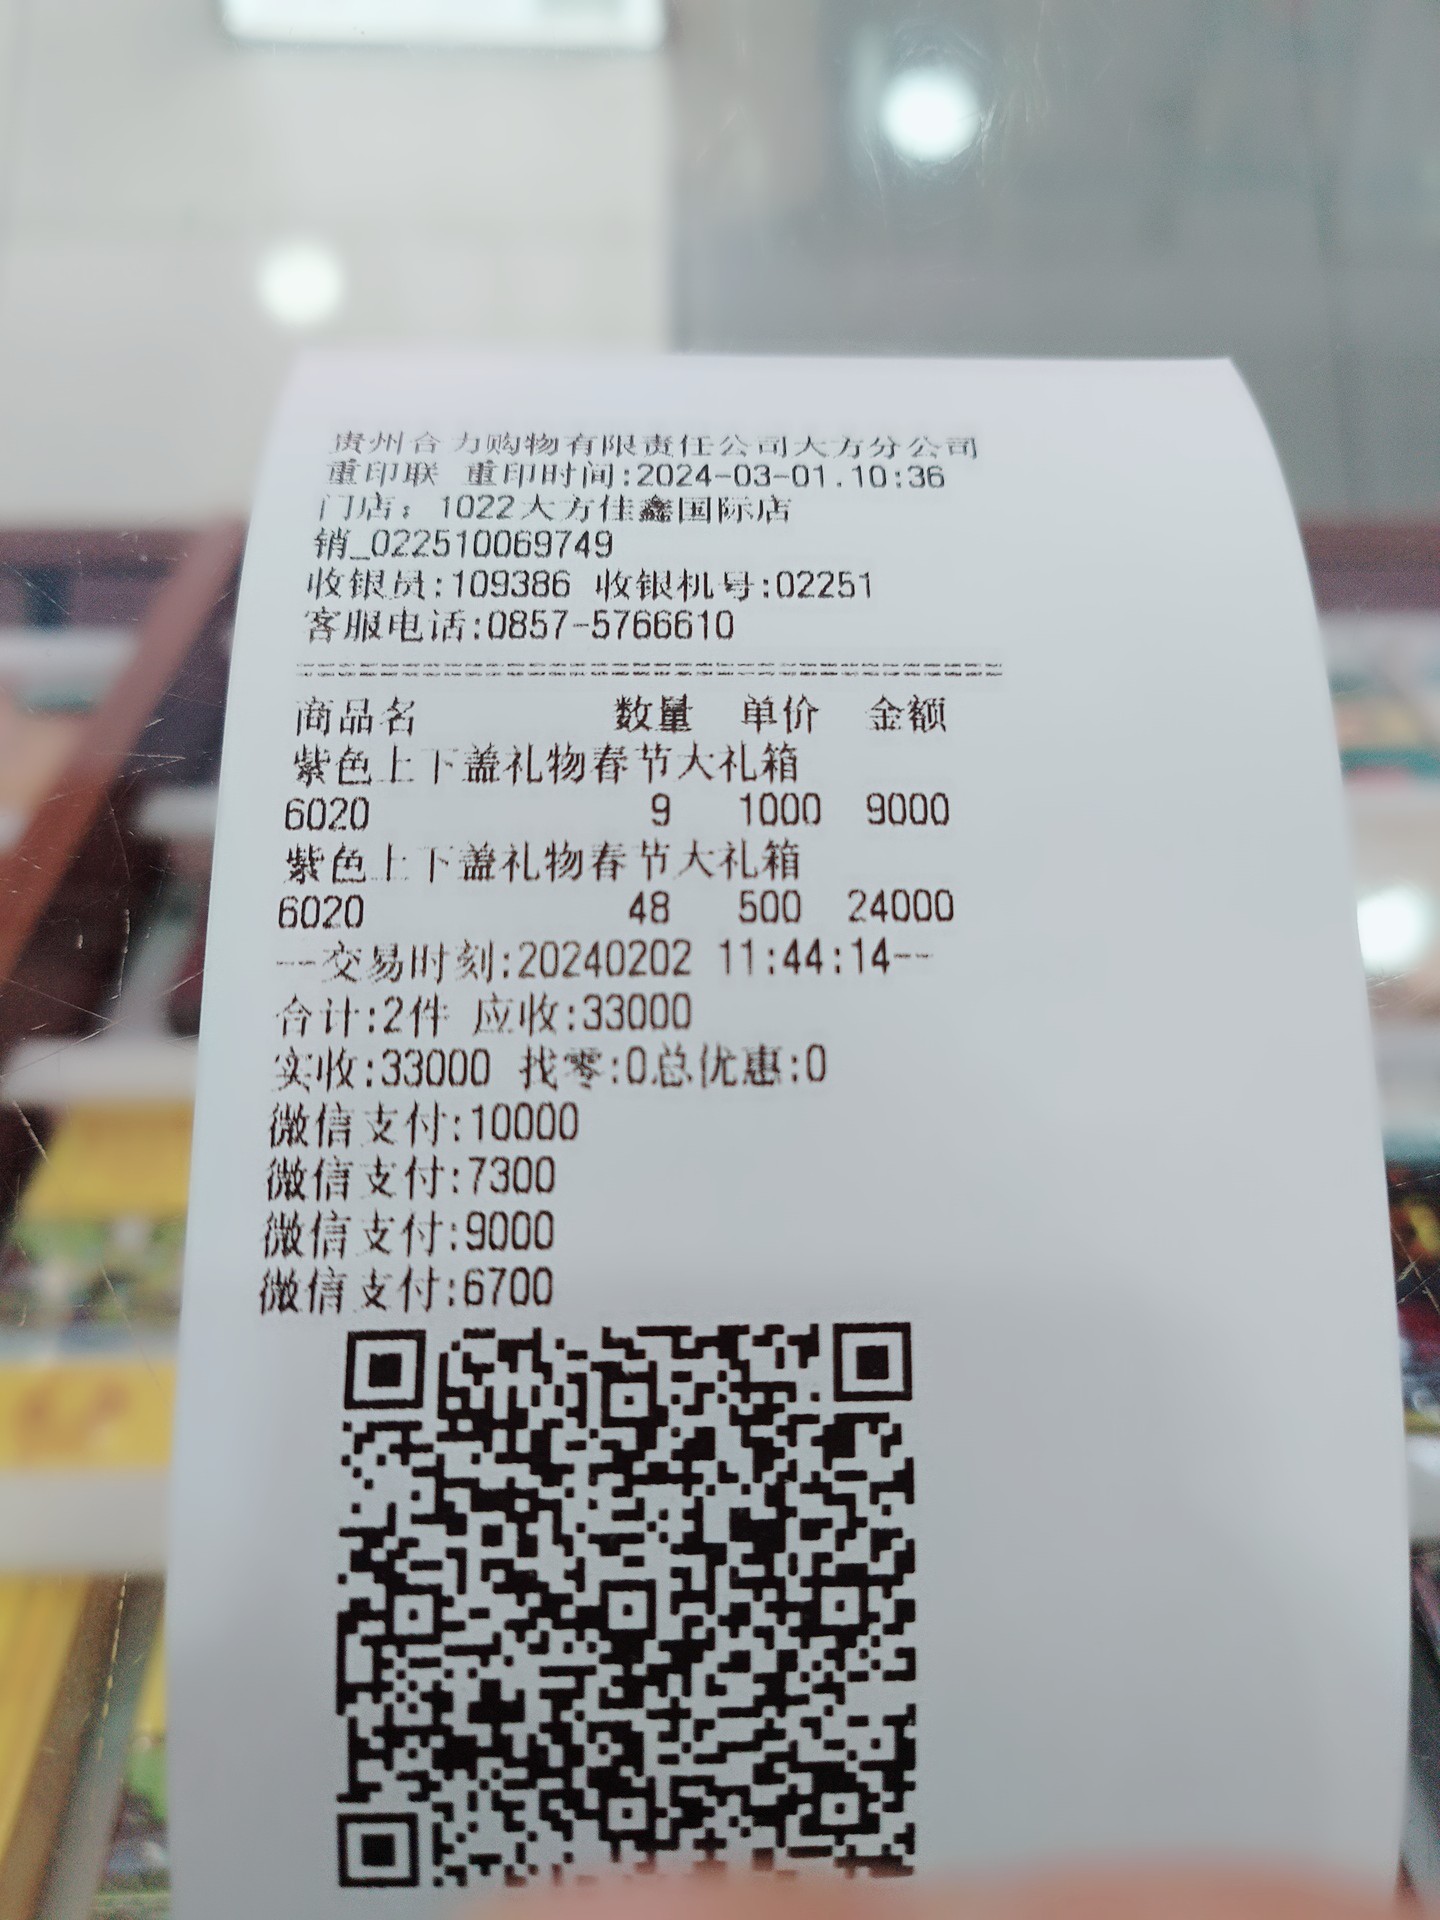 贵州合力购物有限责任公司大方分公司
重印联 重印时间:2024-03-01.10:36
门店：1022大方佳鑫国际店
销_022510069749
收银员:109386 收银机号:02251
客服电话:0857-5766610
商品名 数量 单价 金额
紫色上下盖礼物春节大礼箱
6020 9 1000 9000
紫色上下盖礼物春节大礼箱
6020 48 500 24000
--交易时刻:20240202 11:44:14--
合计:2件 应收:33000
实收:33000 找零:0总优惠:0
微信支付:10000
微信支付:7300
微信支付:9000
微信支付:6700